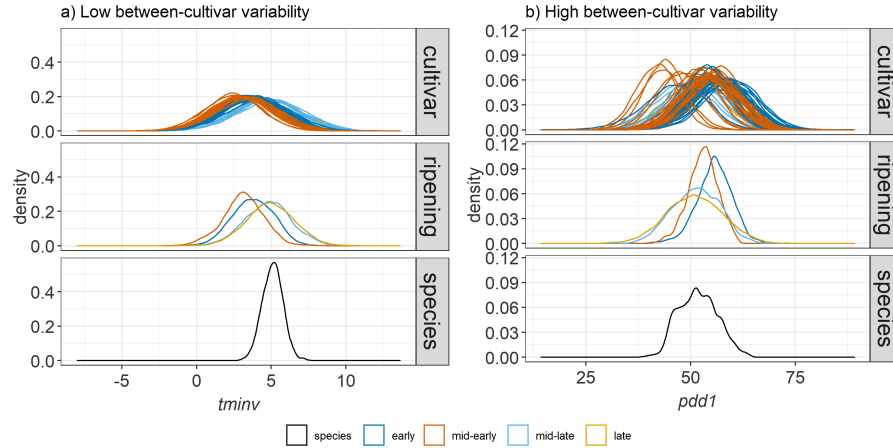 a) Low between-cultivar variability
b) High between-cultivar variability
density
0.4
0.2
0.0
cultivar
0.4
0.2
0.0
ripening
0.4
0.2
0.0
species
-5
0
5
10
tminv
density
0.12
0.09
0.06
0.03
0.00
cultivar
0.12
0.09
0.06
0.03
0.00
ripening
0.12
0.09
0.06
0.03
0.00
species
25
50
75
pdd1
species
early
mid-early
mid-late
late